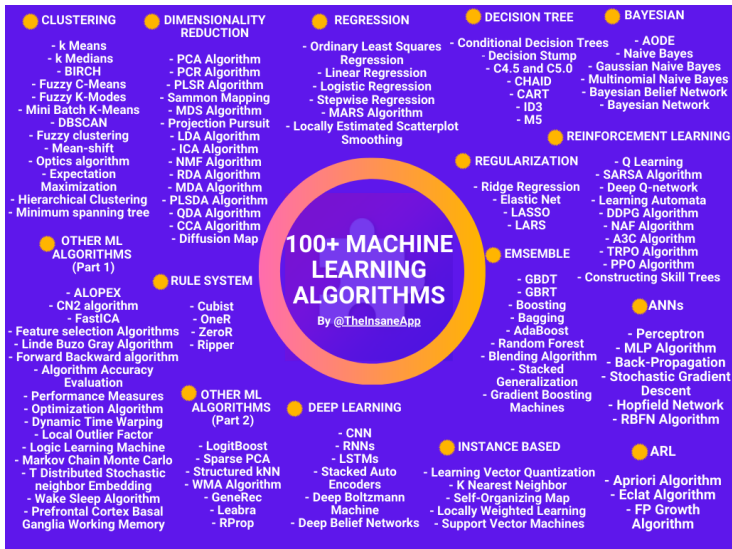 CLUSTERING
- k Means
- k Medians
- BIRCH
- Fuzzy C-Means
- Fuzzy K-Modes
- Mini Batch K-Means
- DBSCAN
- Fuzzy clustering
- Mean-shift
- Optics algorithm
- Expectation
Maximization
- Hierarchical Clustering
- Minimum spanning tree
DIMENSIONALITY
REDUCTION
- PCA Algorithm
- PCR Algorithm
- PLSR Algorithm
- Sammon Mapping
- MDS Algorithm
- Projection Pursuit
- LDA Algorithm
- ICA Algorithm
- NMF Algorithm
- RDA Algorithm
- MDA Algorithm
- PLSDA Algorithm
- QDA Algorithm
- CCA Algorithm
- Diffusion Map
REGRESSION
- Ordinary Least Squares
Regression
- Linear Regression
- Logistic Regression
- Stepwise Regression
- MARS Algorithm
- Locally Estimated Scatterplot
Smoothing
DECISION TREE
- Conditional Decision Trees
- Decision Stump
- C4.5 and C5.0
- CHAID
- CART
- ID3
- M5
BAYESIAN
- AODE
- Naive Bayes
- Gaussian Naive Bayes
- Multinomial Naive Bayes
- Bayesian Belief Network
- Bayesian Network
REINFORCEMENT LEARNING
- Q Learning
- SARSA Algorithm
- Deep Q-network
- Learning Automata
- DDPG Algorithm
- NAF Algorithm
- A3C Algorithm
- TRPO Algorithm
- PPO Algorithm
- Constructing Skill Trees
REGULARIZATION
- Ridge Regression
- Elastic Net
- LASSO
- LARS
100+ MACHINE
LEARNING
ALGORITHMS
By @TheInsaneApp
OTHER ML
ALGORITHMS
(Part 1)
- ALOPEX
- CN2 algorithm
- FastICA
- Feature selection Algorithms
- Linde Buzo Gray Algorithm
- Forward Backward algorithm
- Algorithm Accuracy
Evaluation
- Performance Measures
- Optimization Algorithm
- Dynamic Time Warping
- Local Outlier Factor
- Logic Learning Machine
- Markov Chain Monte Carlo
- T Distributed Stochastic
neighbor Embedding
- Wake Sleep Algorithm
- Prefrontal Cortex Basal
Ganglia Working Memory
RULE SYSTEM
- Cubist
- OneR
- ZeroR
- Ripper
OTHER ML
ALGORITHMS
(Part 2)
- LogitBoost
- Sparse PCA
- Structured kNN
- WMA Algorithm
- GeneRec
- Leabra
- RProp
DEEP LEARNING
- CNN
- RNNs
- LSTMs
- Stacked Auto
Encoders
- Deep Boltzmann
Machine
- Deep Belief Networks
EMSEMBLE
- GBDT
- GBRT
- Boosting
- Bagging
- AdaBoost
- Random Forest
- Blending Algorithm
- Stacked
Generalization
- Gradient Boosting
Machines
INSTANCE BASED
- Learning Vector Quantization
- K Nearest Neighbor
- Self-Organizing Map
- Locally Weighted Learning
- Support Vector Machines
ANNs
- Perceptron
- MLP Algorithm
- Back-Propagation
- Stochastic Gradient
Descent
- Hopfield Network
- RBFN Algorithm
ARL
- Apriori Algorithm
- Eclat Algorithm
- FP Growth
Algorithm